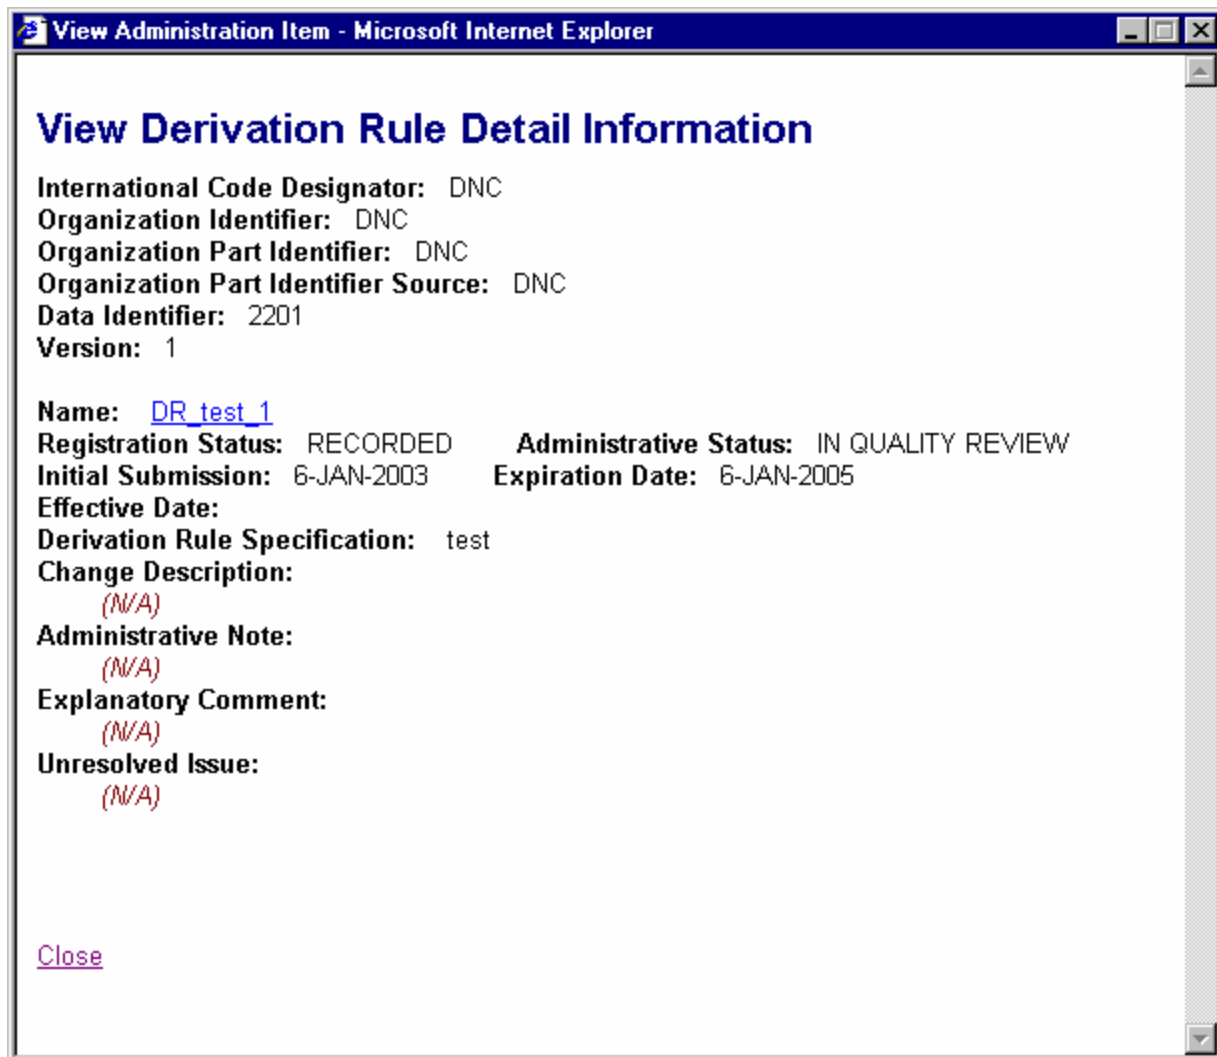 View Administration Item - Microsoft Internet Explorer
View Derivation Rule Detail Information
International Code Designator: DNC
Organization Identifier: DNC
Organization Part Identifier: DNC
Organization Part Identifier Source: DNC
Data Identifier: 2201
Version: 1
Name: DR_test_1
Registration Status: RECORDED Administrative Status: IN QUALITY REVIEW
Initial Submission: 6-JAN-2003 Expiration Date: 6-JAN-2005
Effective Date:
Derivation Rule Specification: test
Change Description:
(N/A)
Administrative Note:
(N/A)
Explanatory Comment:
(N/A)
Unresolved Issue:
(N/A)
Close